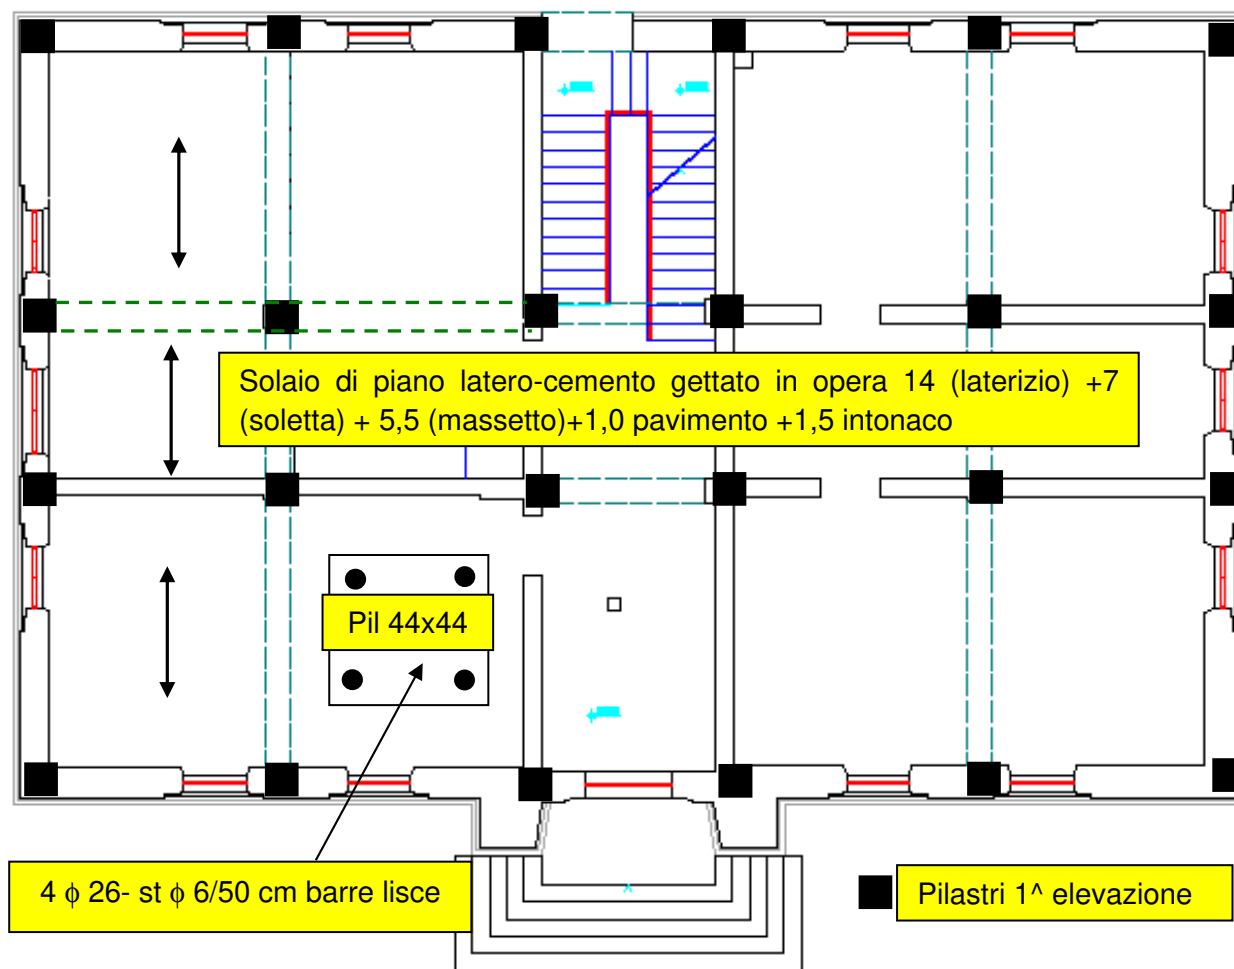 Solaio di piano latero-cemento gettato in opera 14 (laterizio) +7
(soletta) + 5,5 (massetto)+1,0 pavimento +1,5 intonaco
Pil 44x44
4 ϕ 26- st ϕ 6/50 cm barre lisce
Pilastri 1^ elevazione